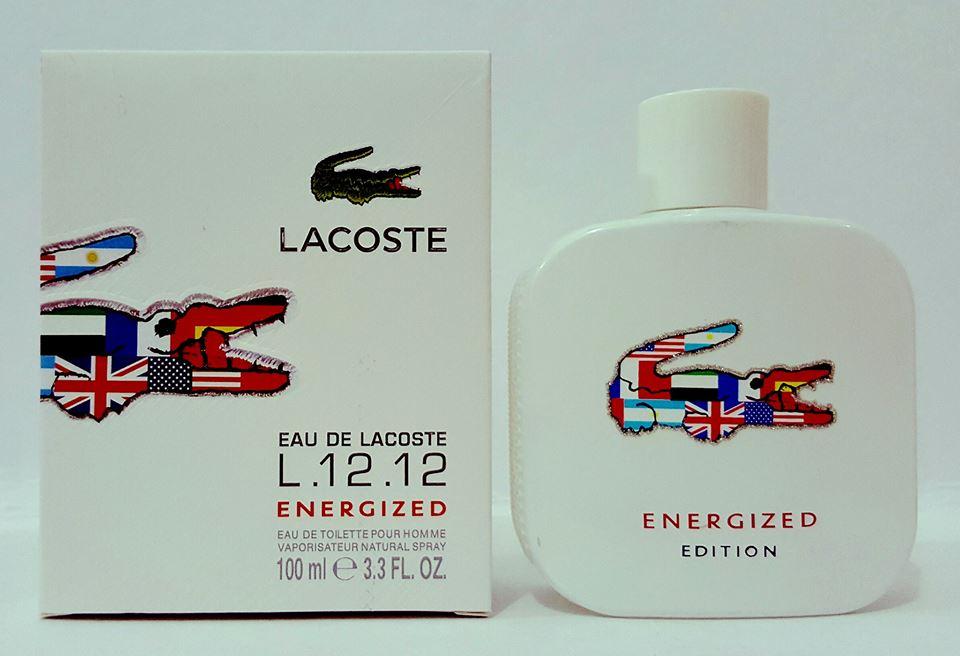 LACOSTE
EAU DE LACOSTE
L.12.12
ENERGIZED
EAU DE TOILETTE POUR HOMME
VAPORISATEUR NATURAL SPRAY
100 ml ℮ 3.3 FL. OZ.
ENERGIZED
EDITION